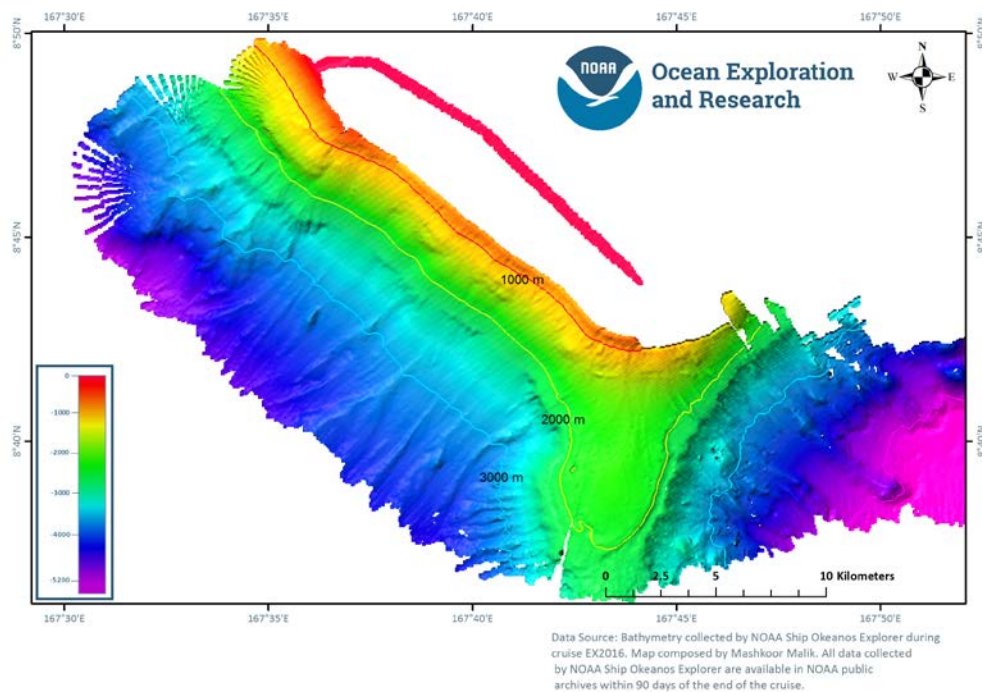 167°30'E 167°35'E 167°40'E 167°45'E 167°50'E
8°50'N 8°50'N
NOAA
Ocean Exploration
and Research
N
W E
S
8°45'N 8°45'N
1000 m
0
-1000
2000 m
-2000
8°40'N 8°40'N
3000 m
-3000
-4000
-5200
0 2.5 5 10 Kilometers
167°30'E 167°35'E 167°40'E 167°45'E 167°50'E
Data Source: Bathymetry collected by NOAA Ship Okeanos Explorer during
cruise EX2016. Map composed by Mashkoor Malik. All data collected
by NOAA Ship Okeanos Explorer are available in NOAA public
archives within 90 days of the end of the cruise.